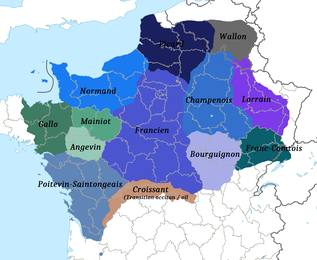 Picard
Wallon
Normand
Champenois
Lorrain
Gallo
Mainiot
Francien
Angevin
Bourguignon
Franc-Comtois
Poitevin-Saintongeais
Croissant
(Transition occitan / oïl